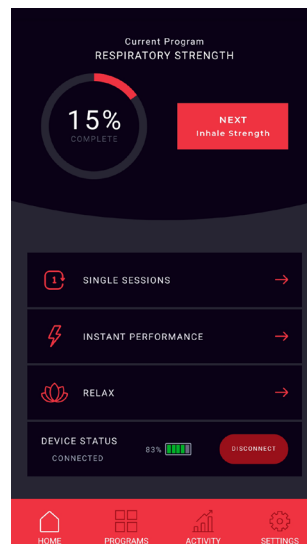 Current Program
RESPIRATORY STRENGTH
15%
COMPLETE
NEXT
Inhale Strength
1
SINGLE SESSIONS
INSTANT PERFORMANCE
RELAX
DEVICE STATUS
CONNECTED
83%
DISCONNECT
HOME PROGRAMS ACTIVITY SETTINGS